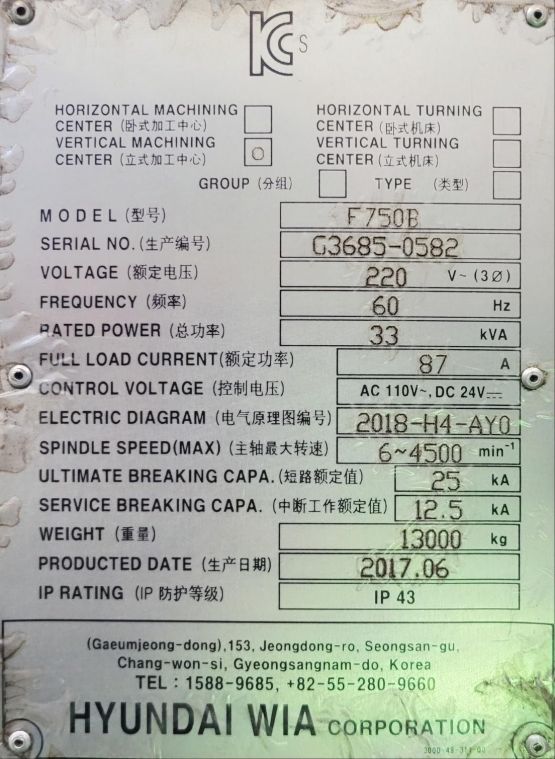 KCs
HORIZONTAL MACHINING
CENTER (卧式加工中心)
HORIZONTAL TURNING
CENTER (卧式机床)
VERTICAL MACHINING
CENTER (立式加工中心) O
VERTICAL TURNING
CENTER (立式机床)
GROUP (分组) TYPE (类型)
MODEL (型号) F750B
SERIAL NO. (生产编号) G3685-0582
VOLTAGE (额定电压) 220 V~ (3Ø)
FREQUENCY (频率) 60 Hz
RATED POWER (总功率) 33 kVA
FULL LOAD CURRENT(额定功率) 87 A
CONTROL VOLTAGE (控制电压) AC 110V~, DC 24V⎓
ELECTRIC DIAGRAM (电气原理图编号) 2018-H4-AY0
SPINDLE SPEED(MAX) (主轴最大转速) 6~4500 min⁻¹
ULTIMATE BREAKING CAPA. (短路额定值) 25 kA
SERVICE BREAKING CAPA. (中断工作额定值) 12.5 kA
WEIGHT (重量) 13000 kg
PRODUCTED DATE (生产日期) 2017.06
IP RATING (IP 防护等级) IP 43
(Gaeumjeong-dong),153, Jeongdong-ro, Seongsan-gu,
Chang-won-si, Gyeongsangnam-do, Korea
TEL : 1588-9685, +82-55-280-9660
HYUNDAI WIA CORPORATION